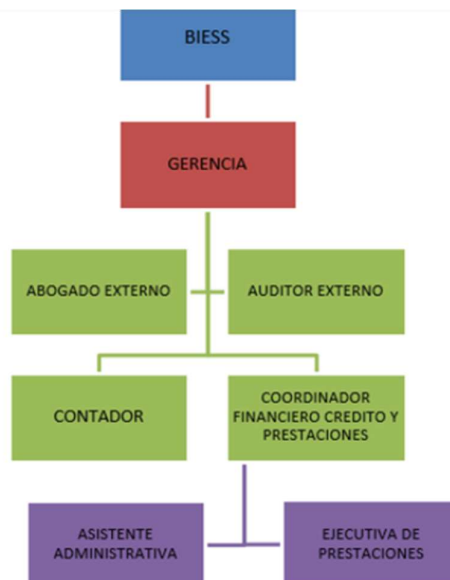 BIESS
GERENCIA
ABOGADO EXTERNO
AUDITOR EXTERNO
CONTADOR
COORDINADOR
FINANCIERO CREDITO Y
PRESTACIONES
ASISTENTE
ADMINISTRATIVA
EJECUTIVA DE
PRESTACIONES